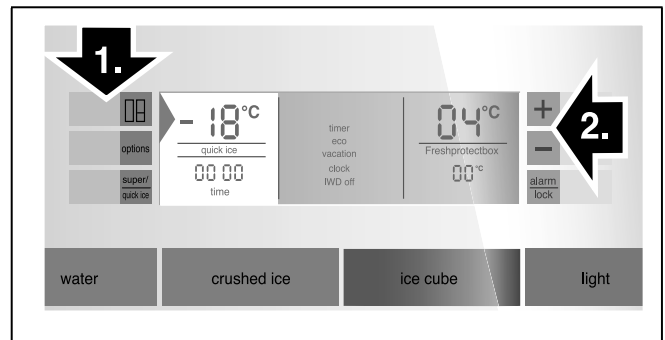 1.
- 18°C
quick ice
00 00
time
timer
eco
vacation
clock
IWD off
04°C
Freshprotectbox
00°C
options
super/
quick ice
+
-
alarm
lock
2.
water
crushed ice
ice cube
light